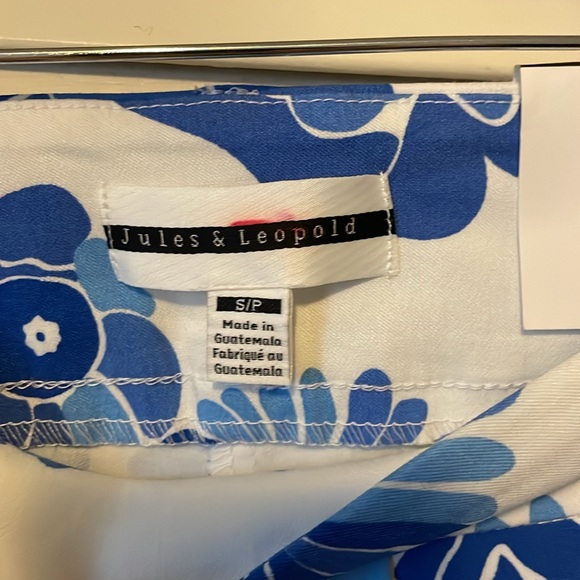 Jules & Leopold
S/P
Made in
Guatemala
Fabriqué au
Guatemala